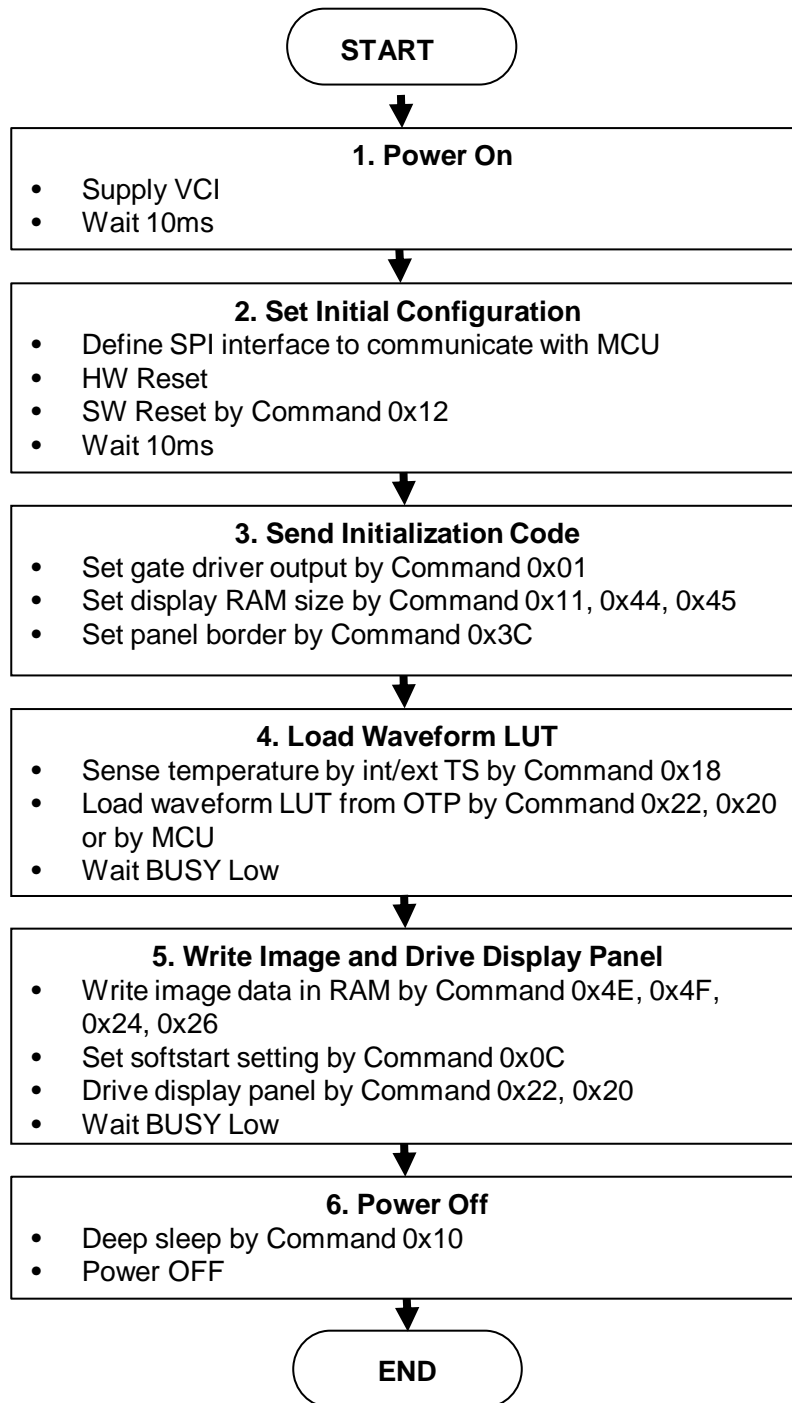 START
1. Power On
• Supply VCI
• Wait 10ms
2. Set Initial Configuration
• Define SPI interface to communicate with MCU
• HW Reset
• SW Reset by Command 0x12
• Wait 10ms
3. Send Initialization Code
• Set gate driver output by Command 0x01
• Set display RAM size by Command 0x11, 0x44, 0x45
• Set panel border by Command 0x3C
4. Load Waveform LUT
• Sense temperature by int/ext TS by Command 0x18
• Load waveform LUT from OTP by Command 0x22, 0x20
or by MCU
• Wait BUSY Low
5. Write Image and Drive Display Panel
• Write image data in RAM by Command 0x4E, 0x4F,
0x24, 0x26
• Set softstart setting by Command 0x0C
• Drive display panel by Command 0x22, 0x20
• Wait BUSY Low
6. Power Off
• Deep sleep by Command 0x10
• Power OFF
END